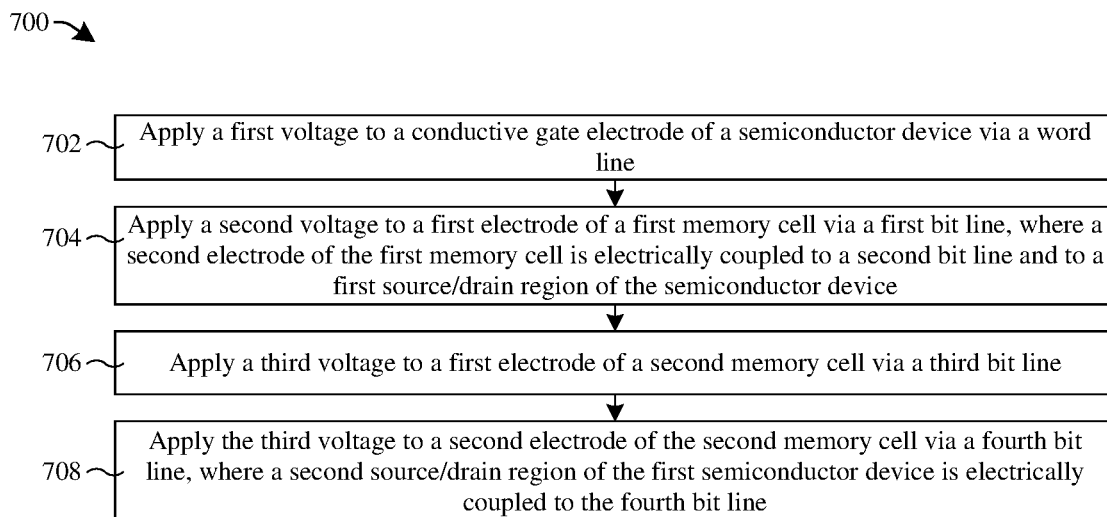 700
702
Apply a first voltage to a conductive gate electrode of a semiconductor device via a word
line
704
Apply a second voltage to a first electrode of a first memory cell via a first bit line, where a
second electrode of the first memory cell is electrically coupled to a second bit line and to a
first source/drain region of the semiconductor device
706
Apply a third voltage to a first electrode of a second memory cell via a third bit line
708
Apply the third voltage to a second electrode of the second memory cell via a fourth bit
line, where a second source/drain region of the first semiconductor device is electrically
coupled to the fourth bit line